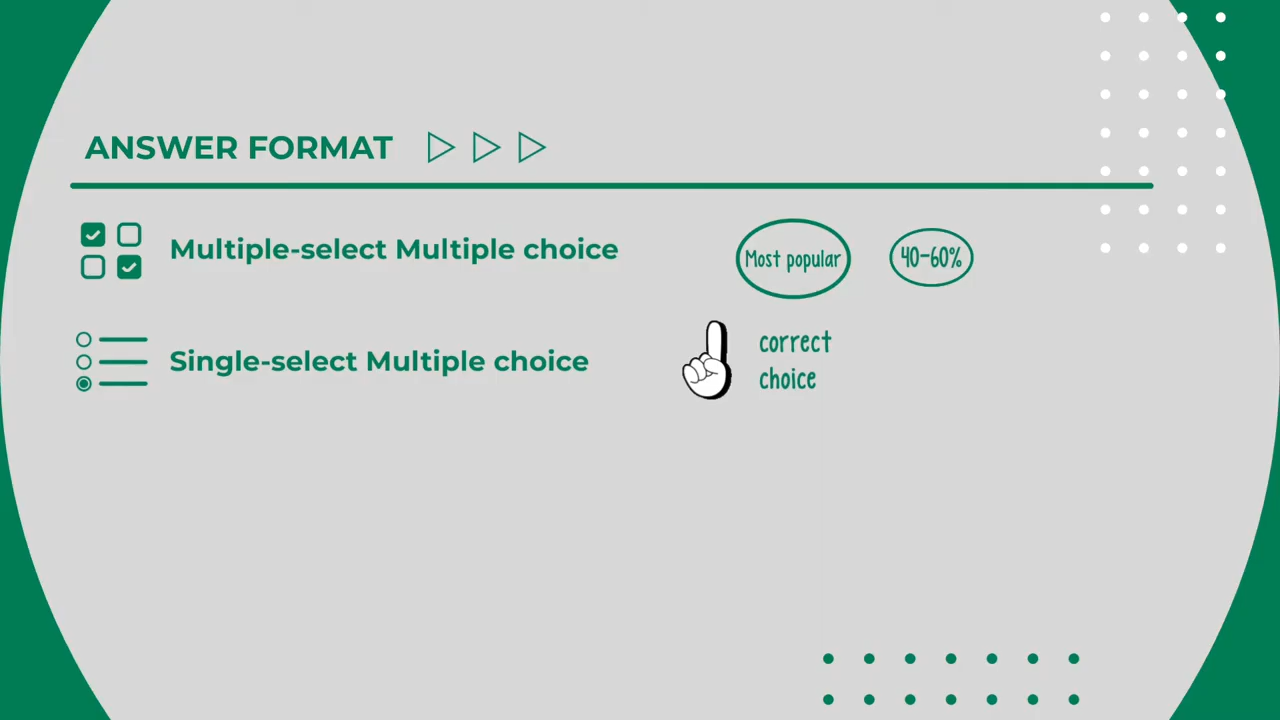 ANSWER FORMAT
Multiple-select Multiple choice
Most popular
40-60%
Single-select Multiple choice
correct
choice